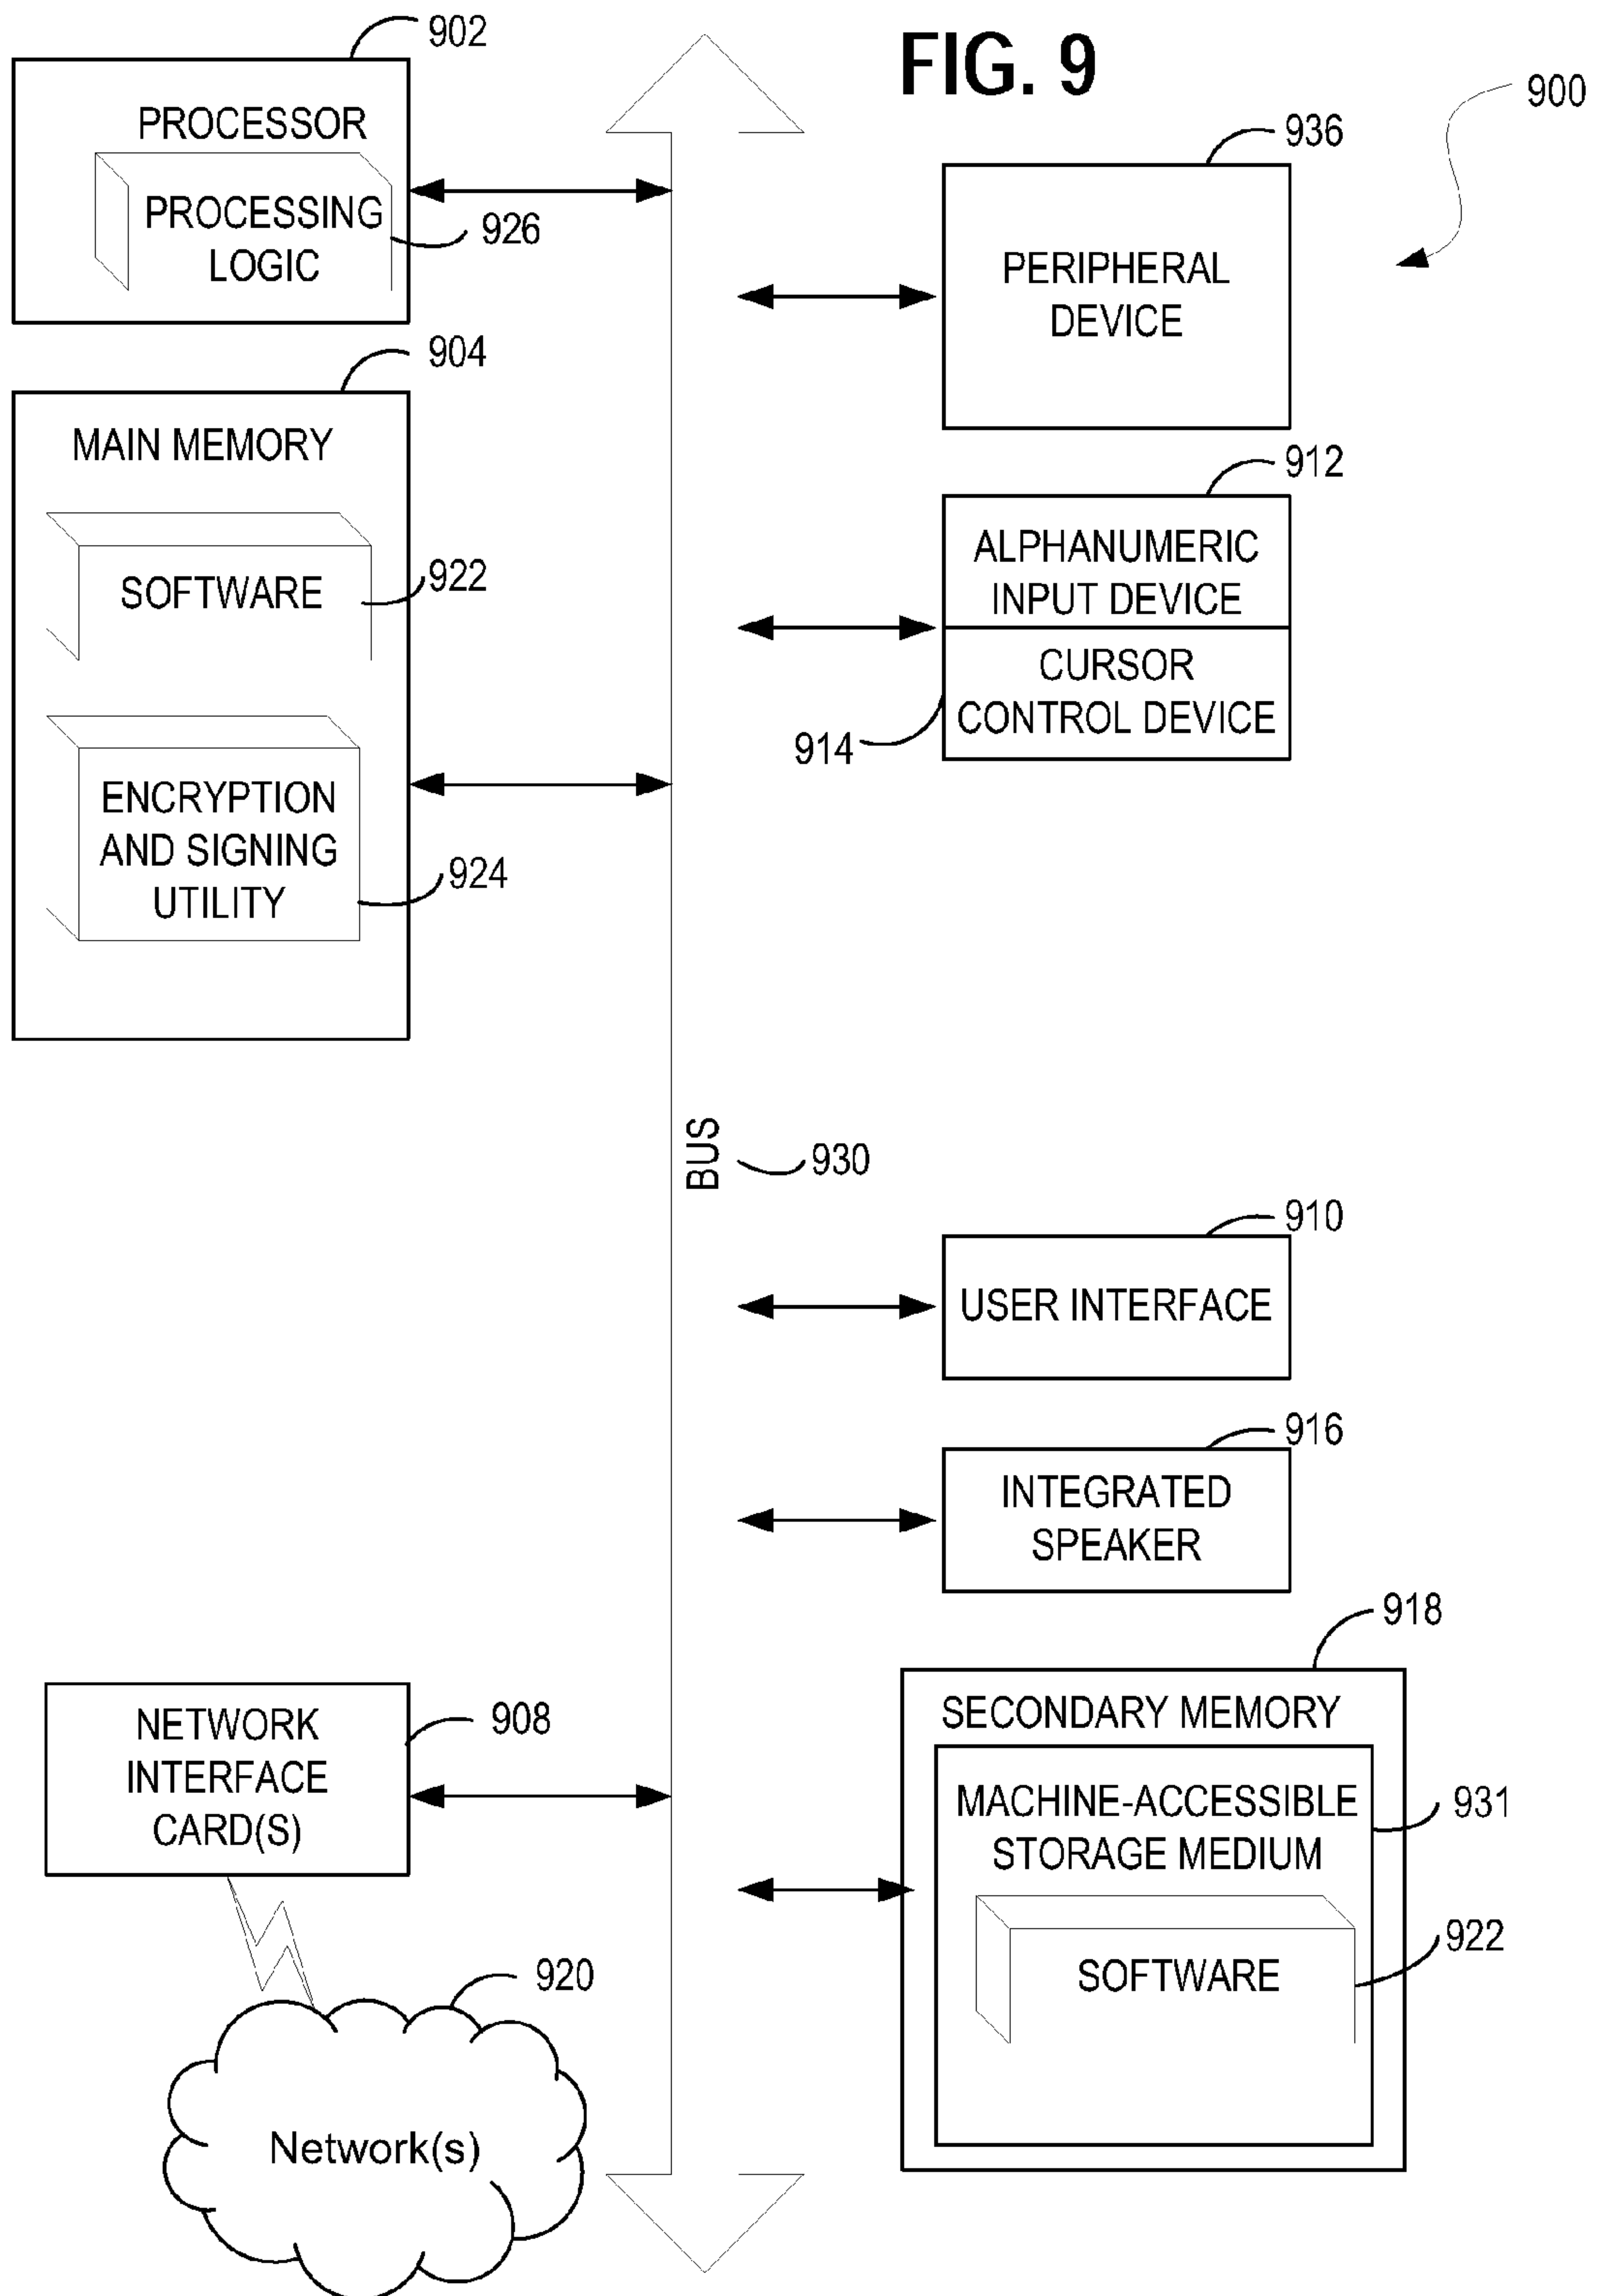 FIG. 9
900
902
PROCESSOR
PROCESSING
LOGIC
926
904
MAIN MEMORY
SOFTWARE
922
ENCRYPTION
AND SIGNING
UTILITY
924
BUS
930
936
PERIPHERAL
DEVICE
912
ALPHANUMERIC
INPUT DEVICE
CURSOR
CONTROL DEVICE
914
910
USER INTERFACE
916
INTEGRATED
SPEAKER
918
SECONDARY MEMORY
MACHINE-ACCESSIBLE
STORAGE MEDIUM
931
SOFTWARE
922
NETWORK
INTERFACE
CARD(S)
908
920
Network(s)